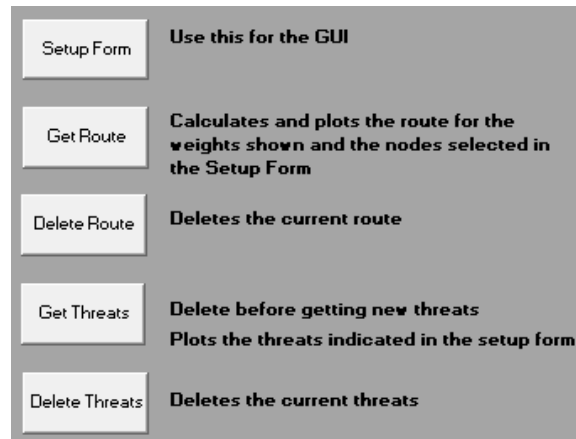 Setup Form
Use this for the GUI
Get Route
Calculates and plots the route for the
weights shown and the nodes selected in
the Setup Form
Delete Route
Deletes the current route
Get Threats
Delete before getting new threats
Plots the threats indicated in the setup form
Delete Threats
Deletes the current threats